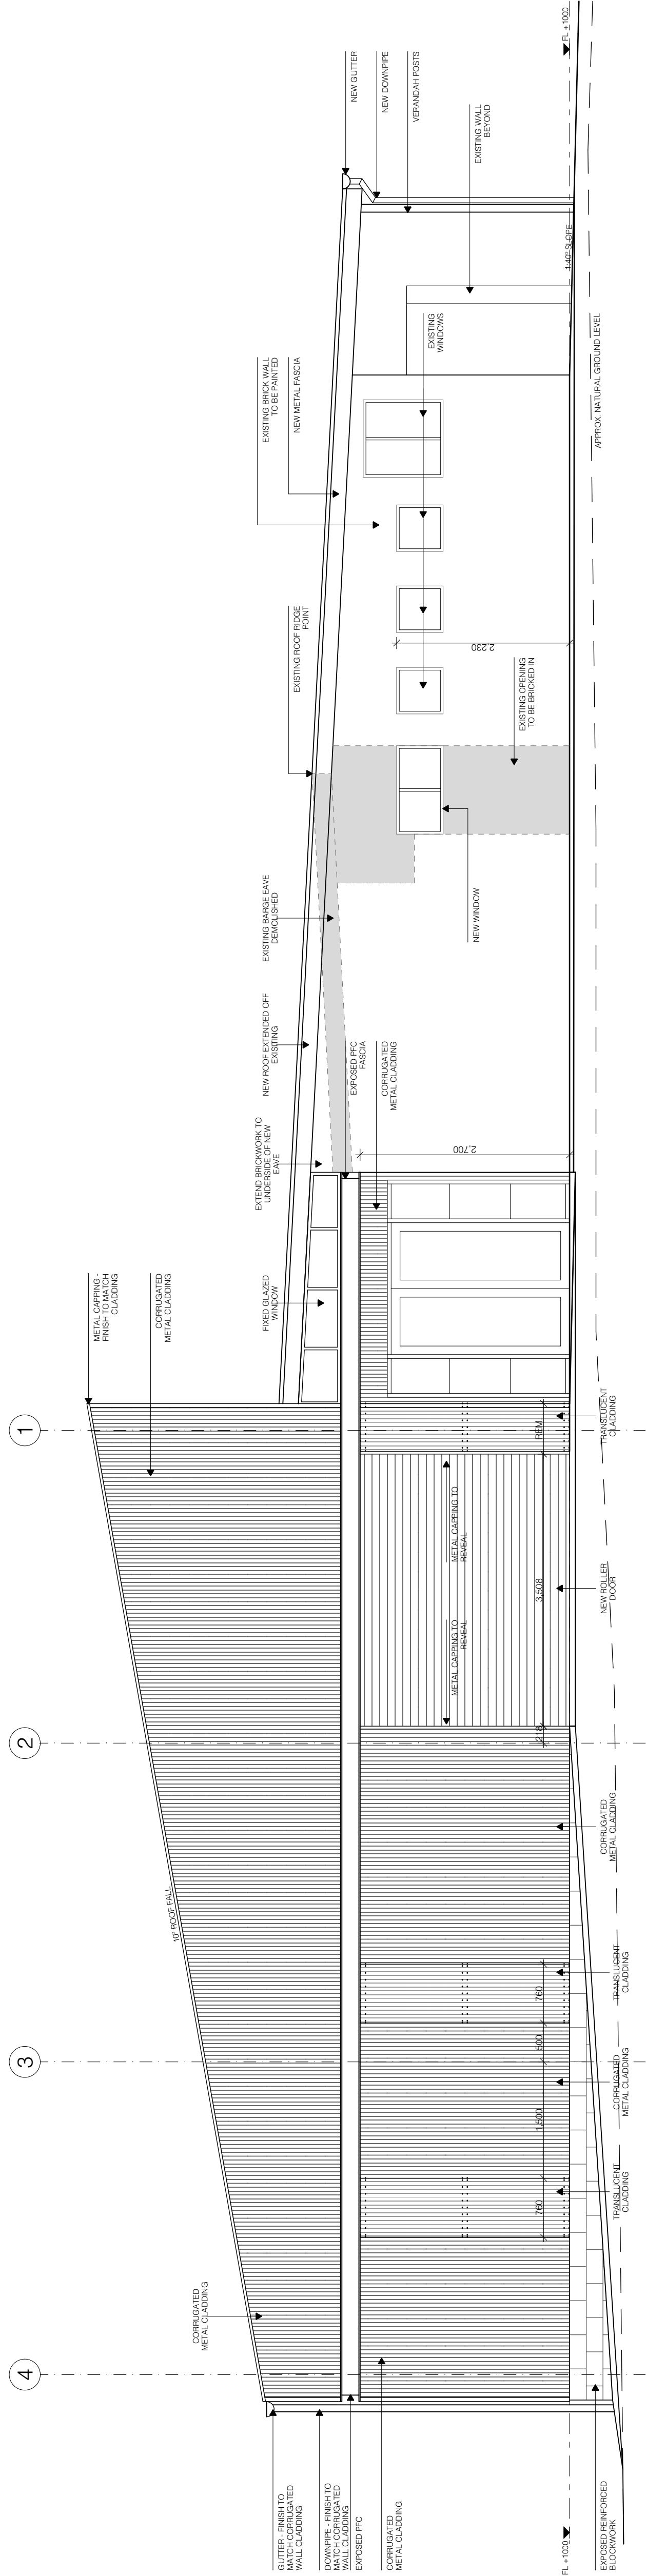 4
3
2
1
GUTTER - FINISH TO
MATCH CORRUGATED
WALL CLADDING
DOWNPIPE - FINISH TO
MATCH CORRUGATED
WALL CLADDING
EXPOSED PFC
CORRUGATED
METAL CLADDING
FL +1000
EXPOSED REINFORCED
BLOCKWORK
CORRUGATED
METAL CLADDING
10° ROOF FALL
760
TRANSLUCENT
CLADDING
1,500
CORRUGATED
METAL CLADDING
500
760
TRANSLUCENT
CLADDING
CORRUGATED
METAL CLADDING
218
METAL CAPPING TO
REVEAL
3,508
NEW ROLLER
DOOR
METAL CAPPING TO
REVEAL
REM.
TRANSLUCENT
CLADDING
METAL CAPPING -
FINISH TO MATCH
CLADDING
CORRUGATED
METAL CLADDING
FIXED GLAZED
WINDOW
EXTEND BRICKWORK TO
UNDERSIDE OF NEW
EAVE
2,700
NEW ROOF EXTENDED OFF
EXISTING
EXPOSED PFC
FASCIA
CORRUGATED
METAL CLADDING
EXISTING BARGE EAVE
DEMOLISHED
NEW WINDOW
EXISTING ROOF RIDGE
POINT
EXISTING OPENING
TO BE BRICKED IN
2,230
EXISTING BRICK WALL
TO BE PAINTED
NEW METAL FASCIA
EXISTING
WINDOWS
APPROX. NATURAL GROUND LEVEL
1:40° SLOPE
NEW GUTTER
NEW DOWNPIPE
VERANDAH POSTS
EXISTING WALL
BEYOND
FL +1000